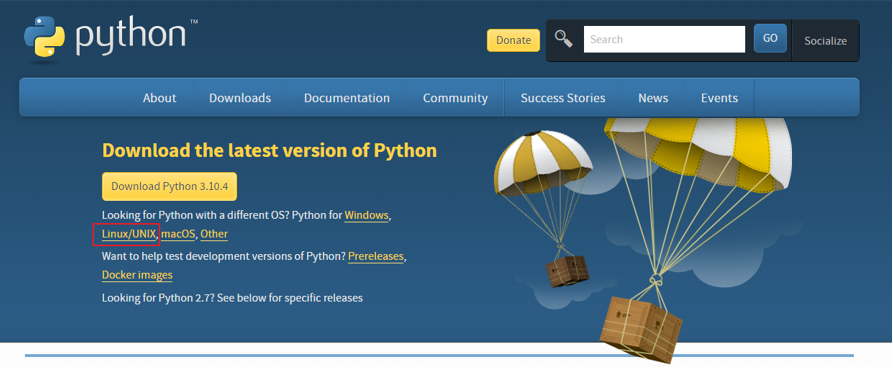 python™
Donate
Search
GO
Socialize
About Downloads Documentation Community Success Stories News Events
Download the latest version of Python
Download Python 3.10.4
Looking for Python with a different OS? Python for Windows,
Linux/UNIX, macOS, Other
Want to help test development versions of Python? Prereleases,
Docker images
Looking for Python 2.7? See below for specific releases